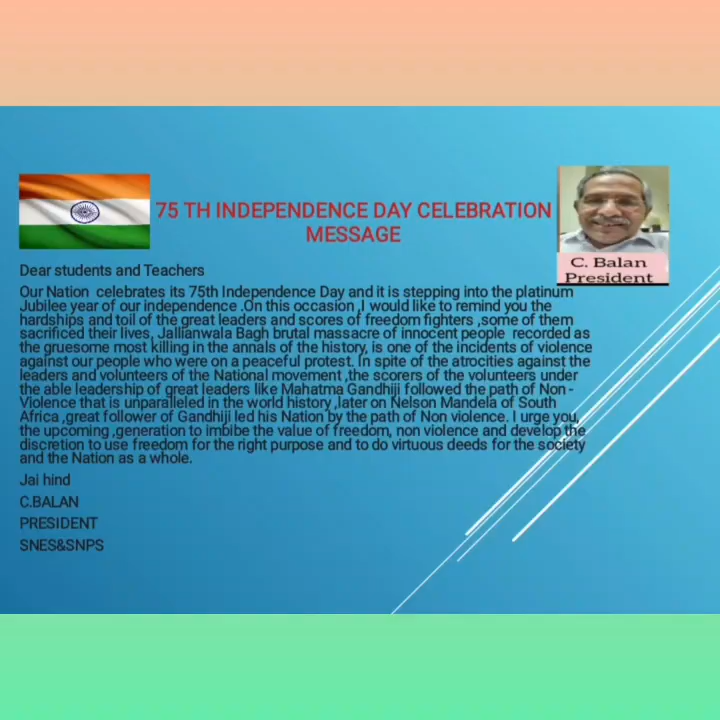 75 TH INDEPENDENCE DAY CELEBRATION
MESSAGE
C. Balan
President
Dear students and Teachers
Our Nation celebrates its 75th Independence Day and it is stepping into the platinum
Jubilee year of our independence .On this occasion ,I would like to remind you the
hardships and toil of the great leaders and scores of freedom fighters ,some of them
sacrificed their lives, Jallianwala Bagh brutal massacre of innocent people recorded as
the gruesome most killing in the annals of the history, is one of the incidents of violence
against our people who were on a peaceful protest. In spite of the atrocities against the
leaders and volunteers of the National movement ,the scorers of the volunteers under
the able leadership of great leaders like Mahatma Gandhiji followed the path of Non -
Violence that is unparalleled in the world history ,later on Nelson Mandela of South
Africa ,great follower of Gandhiji led his Nation by the path of Non violence. I urge you,
the upcoming ,generation to imbibe the value of freedom, non violence and develop the
discretion to use freedom for the right purpose and to do virtuous deeds for the society
and the Nation as a whole.
Jai hind
C.BALAN
PRESIDENT
SNES&SNPS